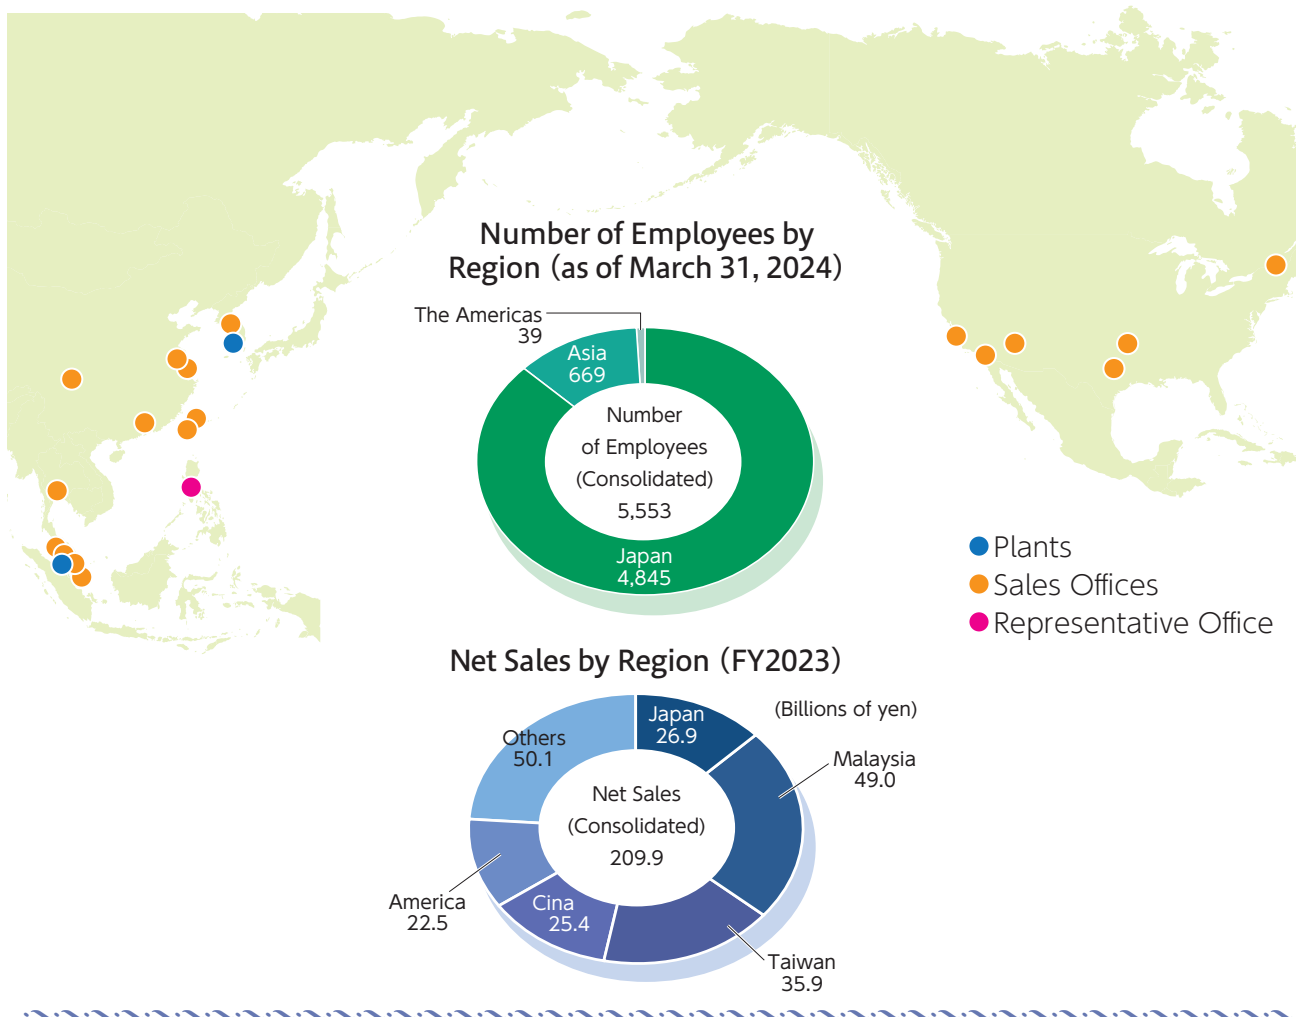 Number of Employees by
Region (as of March 31, 2024)
The Americas
39
Asia
669
Number
of Employees
(Consolidated)
5,553
Japan
4,845
Plants
Sales Offices
Representative Office
Net Sales by Region (FY2023)
(Billions of yen)
Japan
26.9
Others
50.1
Malaysia
49.0
Net Sales
(Consolidated)
209.9
America
22.5
Cina
25.4
Taiwan
35.9